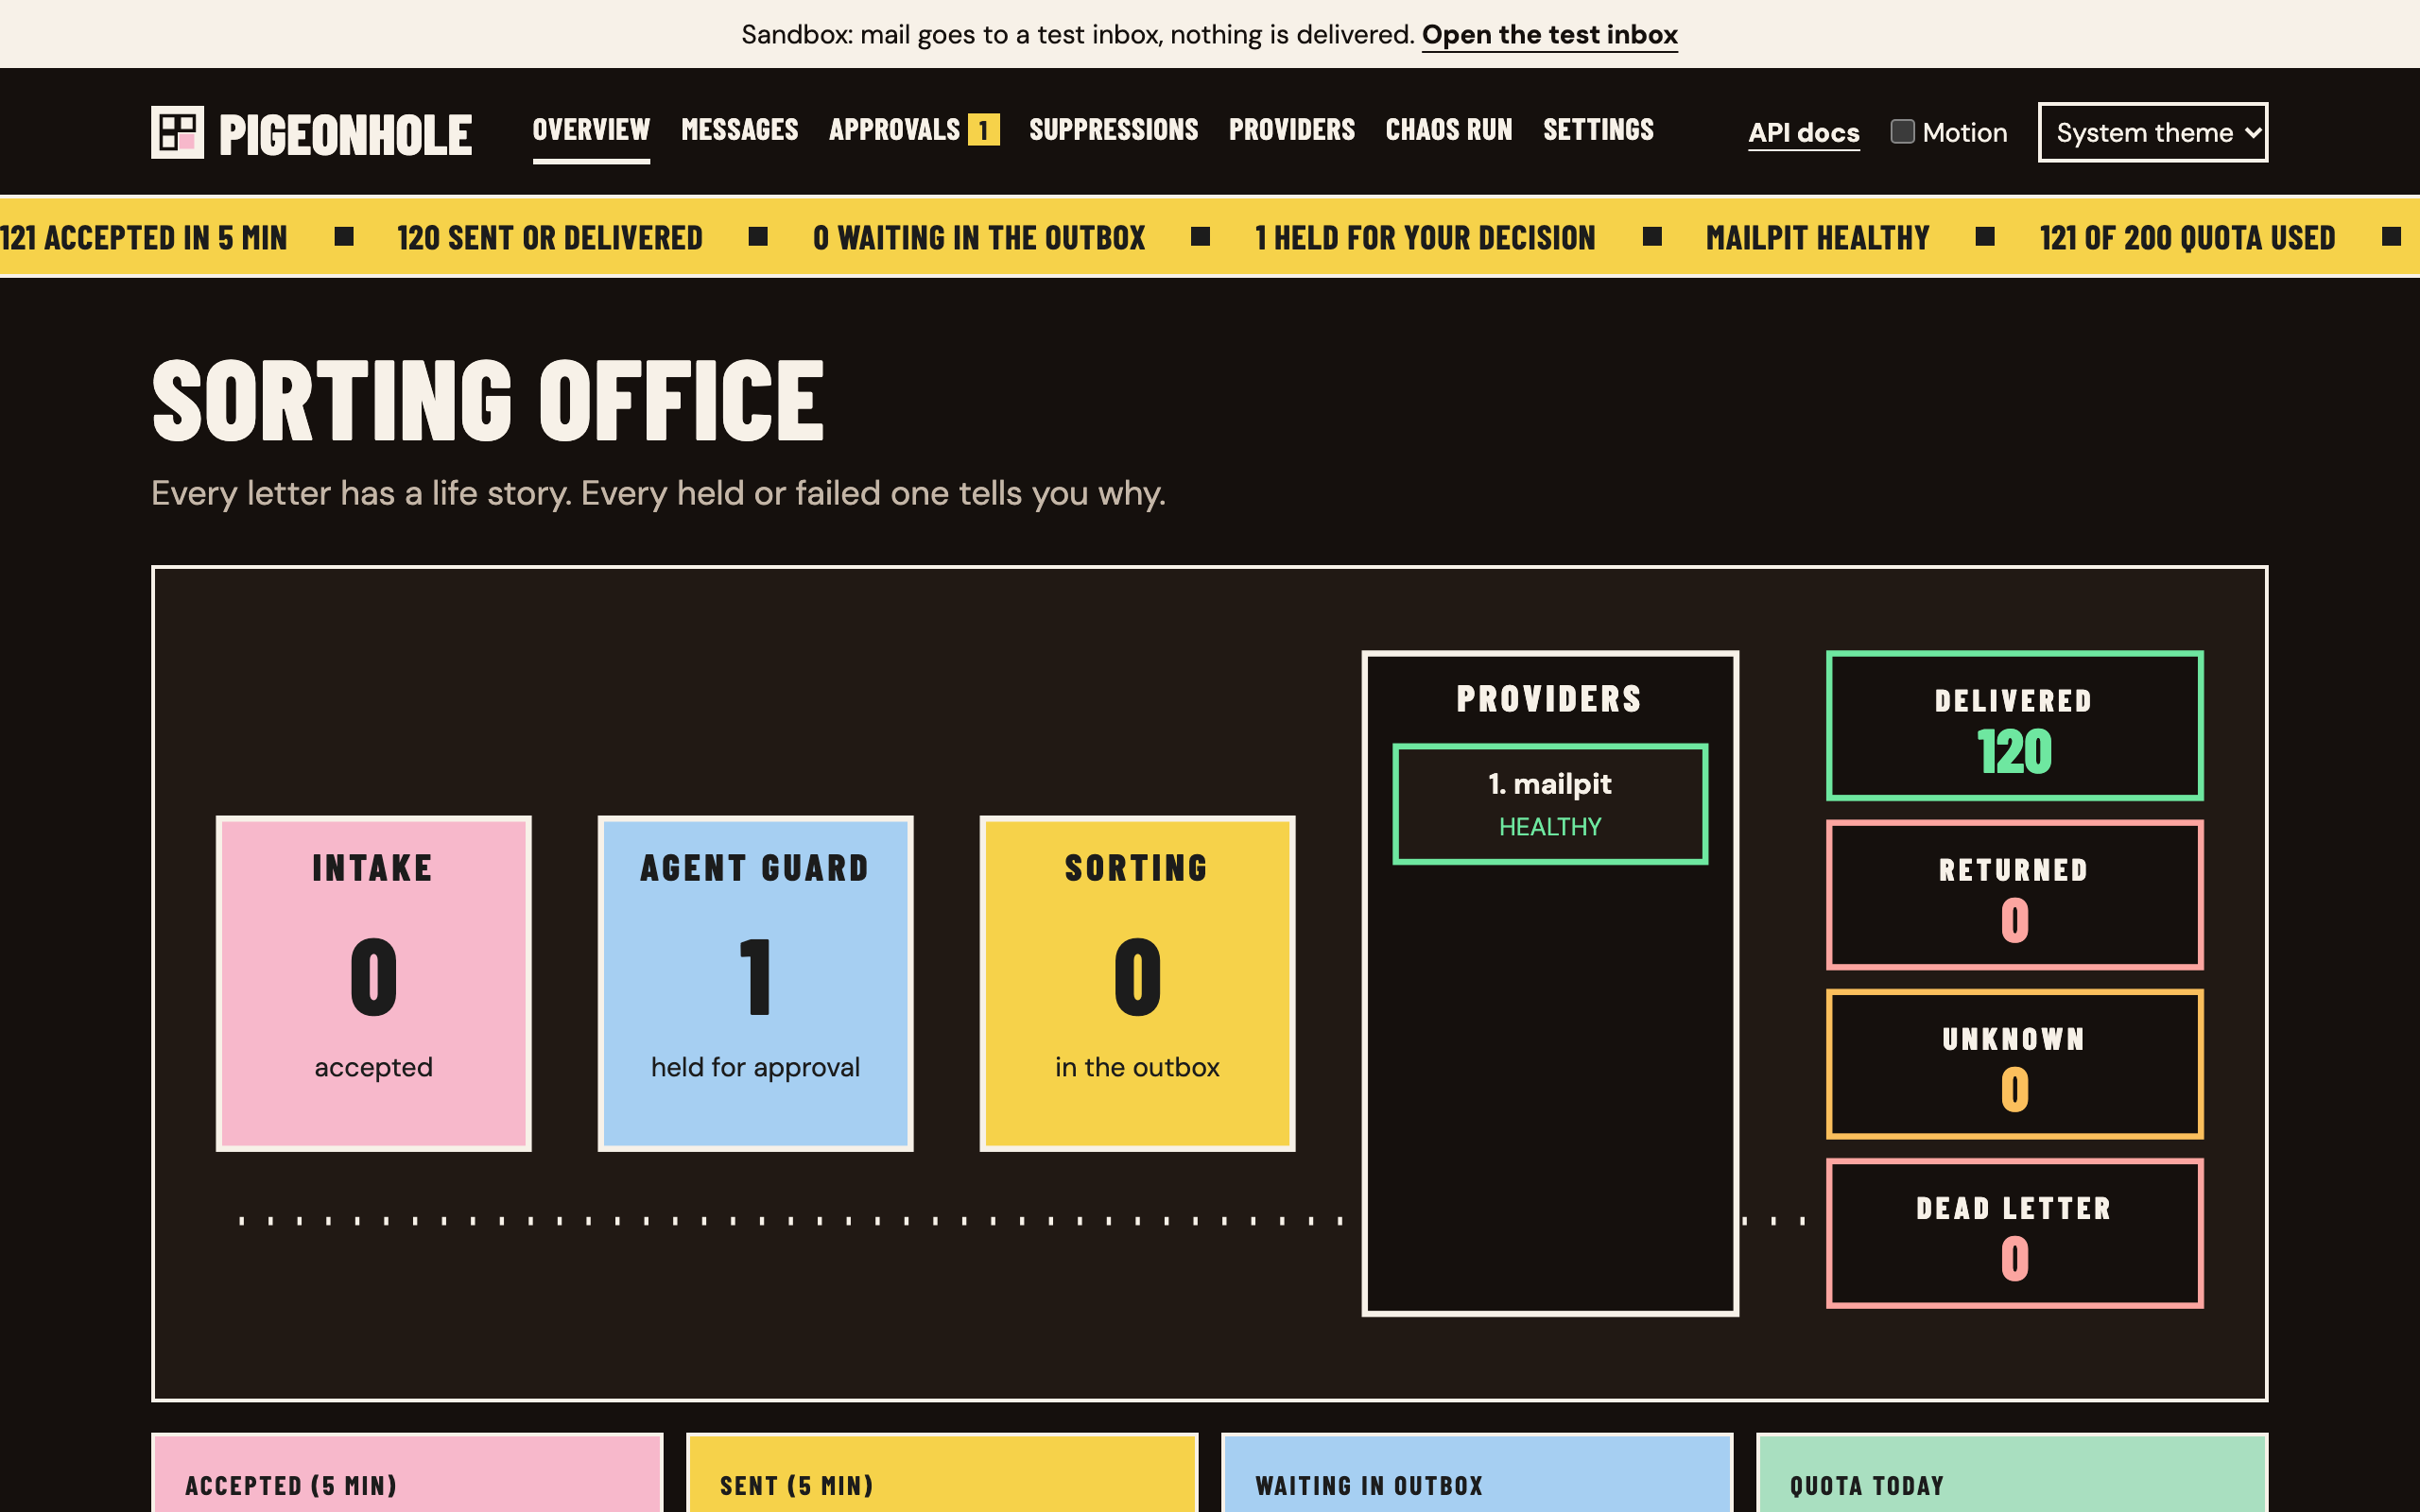 Sandbox: mail goes to a test inbox, nothing is delivered. Open the test inbox
PIGEONHOLE
OVERVIEW
MESSAGES
APPROVALS 1
SUPPRESSIONS
PROVIDERS
CHAOS RUN
SETTINGS
API docs
Motion
System theme
121 ACCEPTED IN 5 MIN
120 SENT OR DELIVERED
0 WAITING IN THE OUTBOX
1 HELD FOR YOUR DECISION
MAILPIT HEALTHY
121 OF 200 QUOTA USED
SORTING OFFICE
Every letter has a life story. Every held or failed one tells you why.
INTAKE
0
accepted
AGENT GUARD
1
held for approval
SORTING
0
in the outbox
PROVIDERS
1. mailpit
HEALTHY
DELIVERED
120
RETURNED
0
UNKNOWN
0
DEAD LETTER
0
ACCEPTED (5 MIN)
SENT (5 MIN)
WAITING IN OUTBOX
QUOTA TODAY